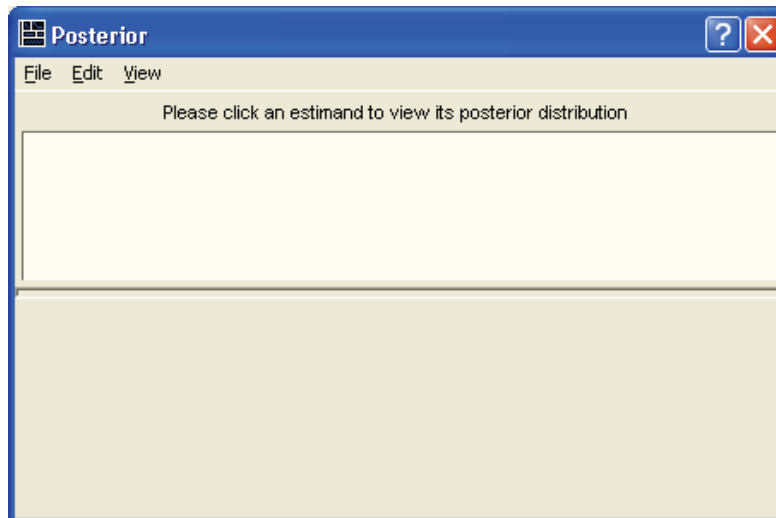 Posterior
File Edit View
Please click an estimand to view its posterior distribution